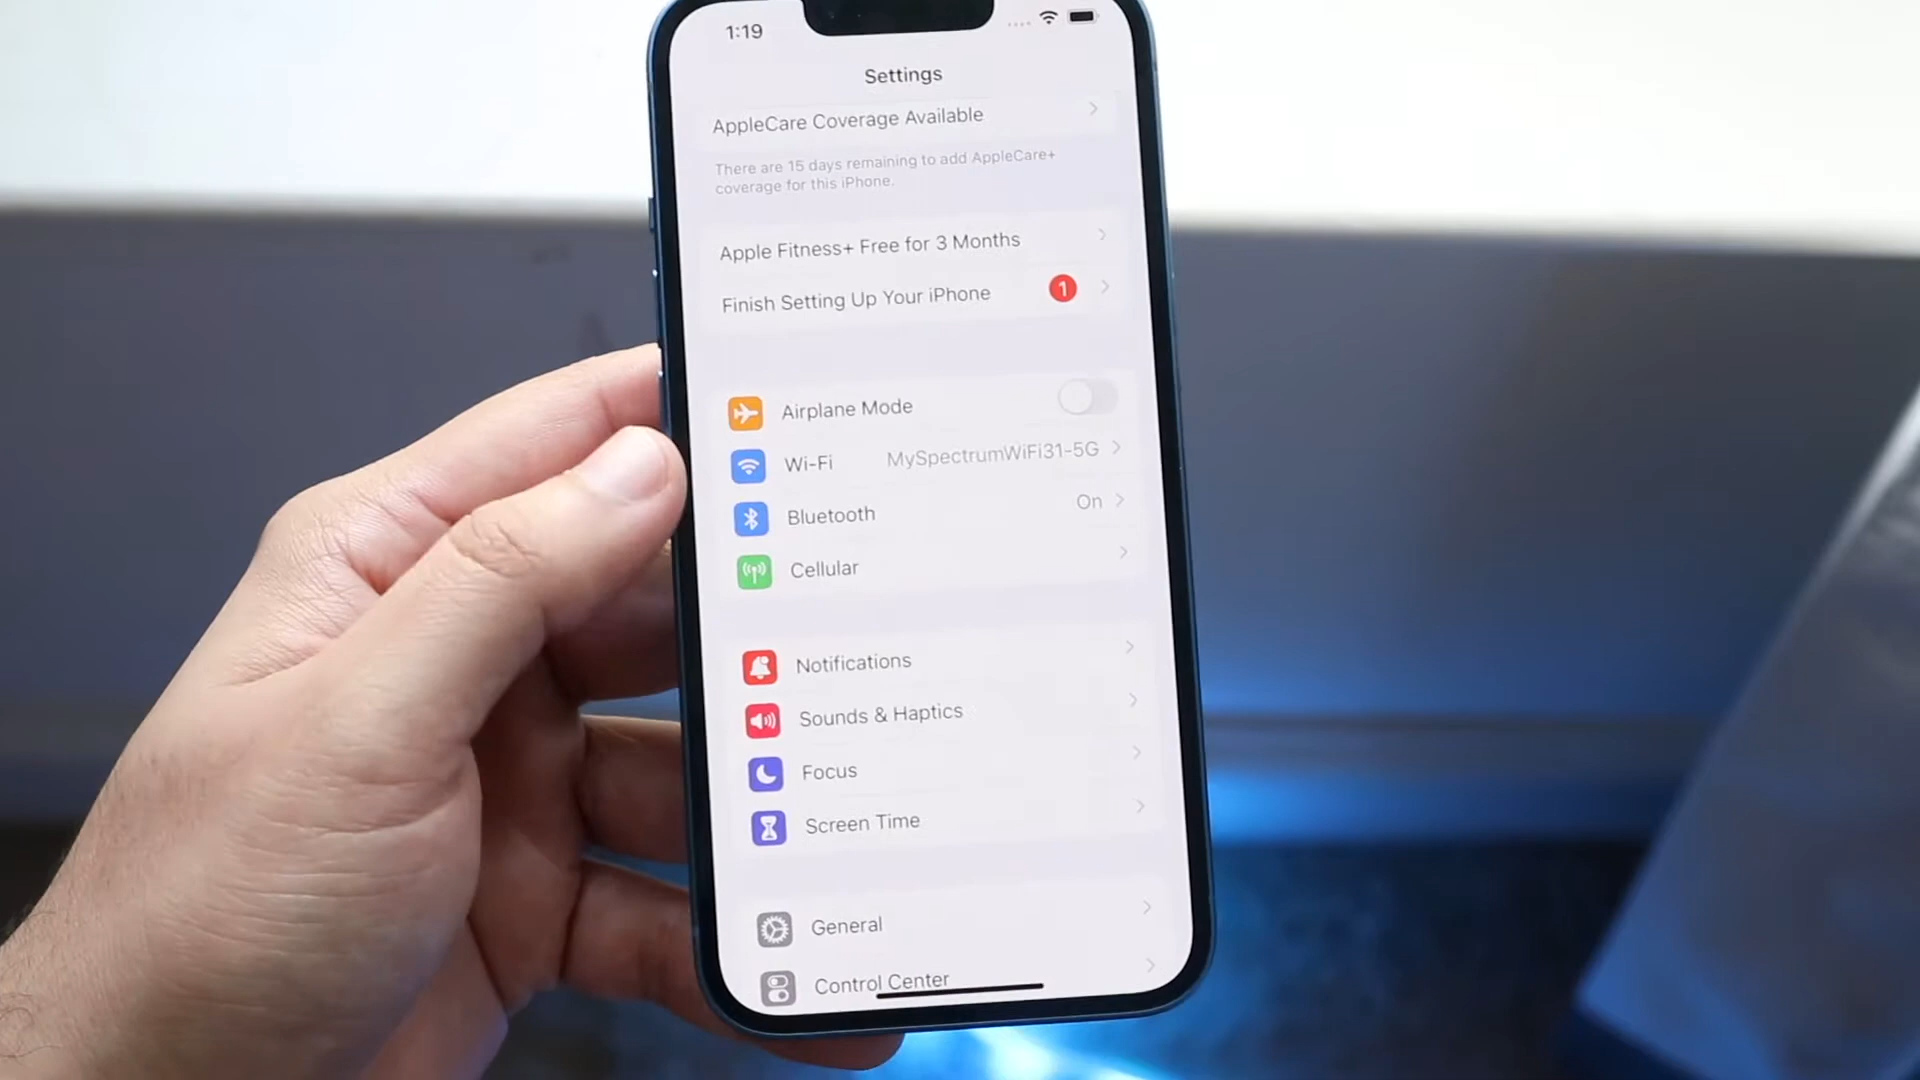 1:19
Settings
AppleCare Coverage Available
There are 15 days remaining to add AppleCare+
coverage for this iPhone.
Apple Fitness+ Free for 3 Months
Finish Setting Up Your iPhone 1
Airplane Mode
Wi-Fi MySpectrumWiFi31-5G
Bluetooth On
Cellular
Notifications
Sounds & Haptics
Focus
Screen Time
General
Control Center